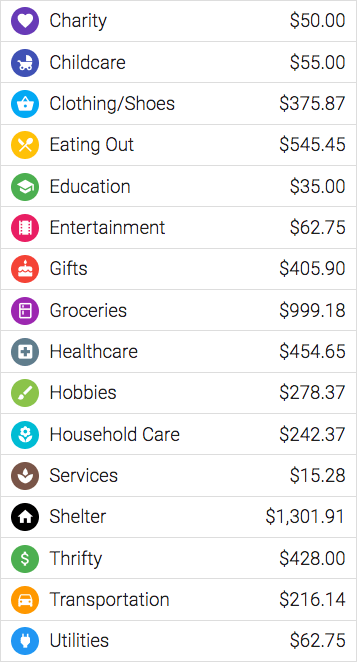 Charity $50.00
Childcare $55.00
Clothing/Shoes $375.87
Eating Out $545.45
Education $35.00
Entertainment $62.75
Gifts $405.90
Groceries $999.18
Healthcare $454.65
Hobbies $278.37
Household Care $242.37
Services $15.28
Shelter $1,301.91
Thrifty $428.00
Transportation $216.14
Utilities $62.75